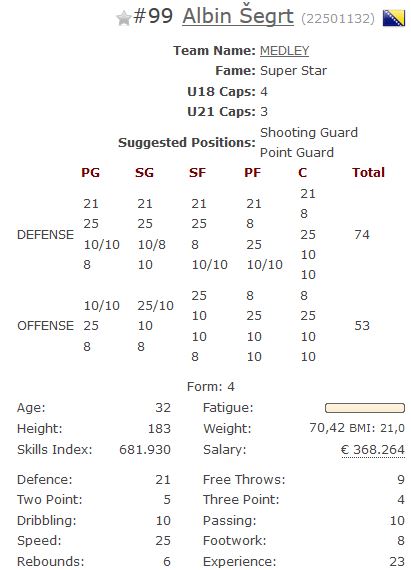 #99 Albin Šegrt (22501132)
Team Name: MEDLEY
Fame: Super Star
U18 Caps: 4
U21 Caps: 3
Suggested Positions: Shooting Guard
Point Guard
PG SG SF PF C Total
DEFENSE 21 21 21 21 21 74
25 25 25 8 8
10/10 10/8 8 25 25
8 10 10/10 10/10 10
10
OFFENSE 10/10 25/10 25 8 8 53
25 10 10 25 25
8 8 10 10 10
8 10 10
Form: 4
Age: 32 Fatigue:
Height: 183 Weight: 70,42 BMI: 21,0
Skills Index: 681.930 Salary: € 368.264
Defence: 21 Free Throws: 9
Two Point: 5 Three Point: 4
Dribbling: 10 Passing: 10
Speed: 25 Footwork: 8
Rebounds: 6 Experience: 23